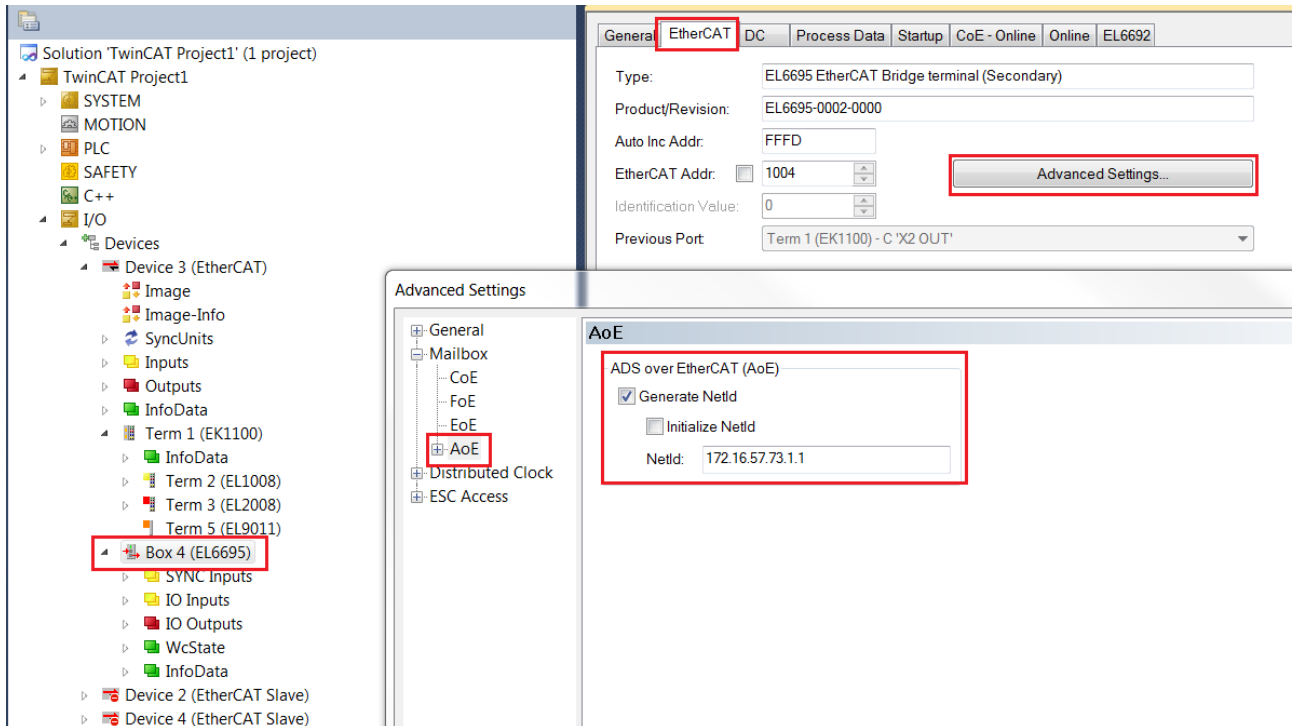 Solution 'TwinCAT Project1' (1 project)
TwinCAT Project1
SYSTEM
MOTION
PLC
SAFETY
C++
I/O
Devices
Device 3 (EtherCAT)
Image
Image-Info
SyncUnits
Inputs
Outputs
InfoData
Term 1 (EK1100)
InfoData
Term 2 (EL1008)
Term 3 (EL2008)
Term 5 (EL9011)
Box 4 (EL6695)
SYNC Inputs
IO Inputs
IO Outputs
WcState
InfoData
Device 2 (EtherCAT Slave)
Device 4 (EtherCAT Slave)
General EtherCAT DC Process Data Startup CoE - Online Online EL6692
Type: EL6695 EtherCAT Bridge terminal (Secondary)
Product/Revision: EL6695-0002-0000
Auto Inc Addr: FFFD
EtherCAT Addr: 1004 Advanced Settings...
Identification Value: 0
Previous Port: Term 1 (EK1100) - C 'X2 OUT'
Advanced Settings
General
Mailbox
CoE
FoE
EoE
AoE
Distributed Clock
ESC Access
AoE
ADS over EtherCAT (AoE)
Generate NetId
Initialize NetId
NetId: 172.16.57.73.1.1